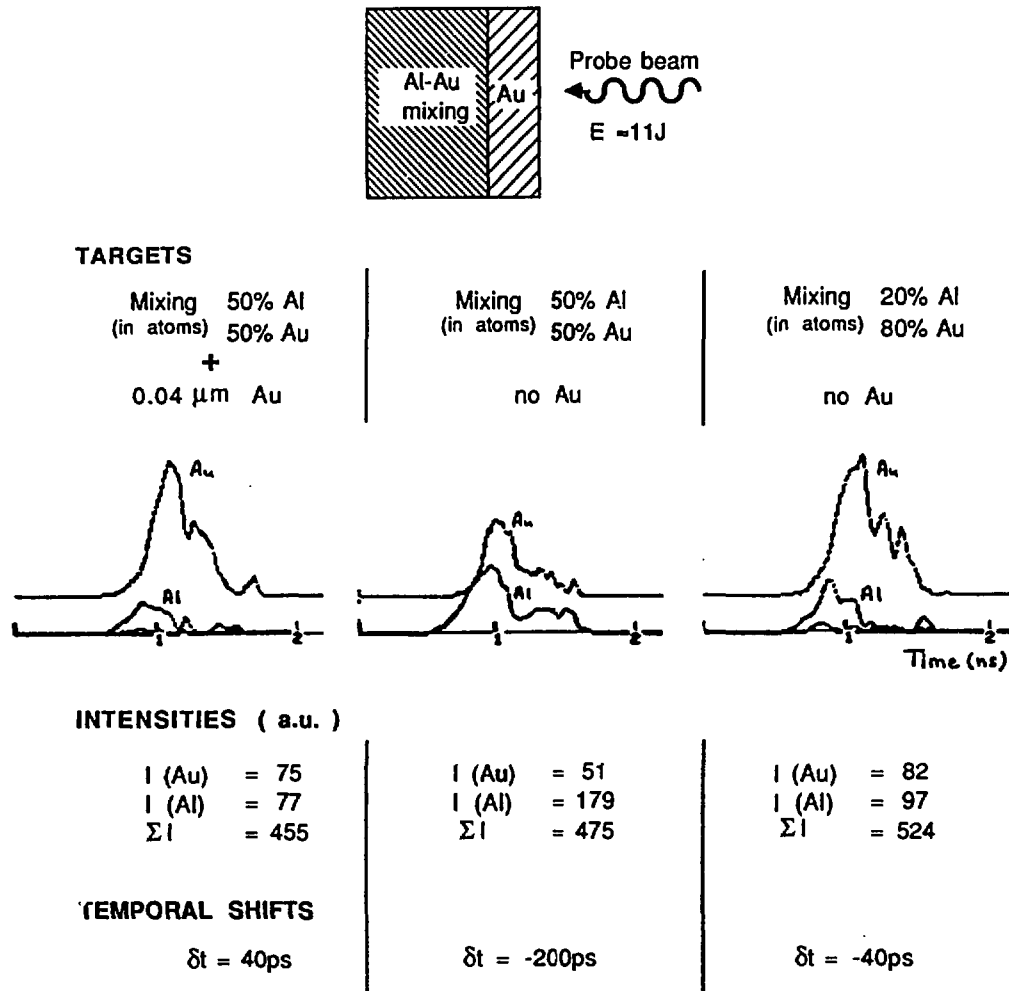 Al-Au
mixing
Au
Probe beam
E ≈11J
TARGETS
Mixing 50% Al
(in atoms) 50% Au
+
0.04 μm Au
Mixing 50% Al
(in atoms) 50% Au
no Au
Mixing 20% Al
(in atoms) 80% Au
no Au
Au
Al
1
2
Au
Al
1
2
Au
Al
1
2
Time (ns)
INTENSITIES ( a.u. )
I (Au) = 75
I (Al) = 77
Σ I = 455
I (Au) = 51
I (Al) = 179
Σ I = 475
I (Au) = 82
I (Al) = 97
Σ I = 524
TEMPORAL SHIFTS
δt = 40ps
δt = -200ps
δt = -40ps